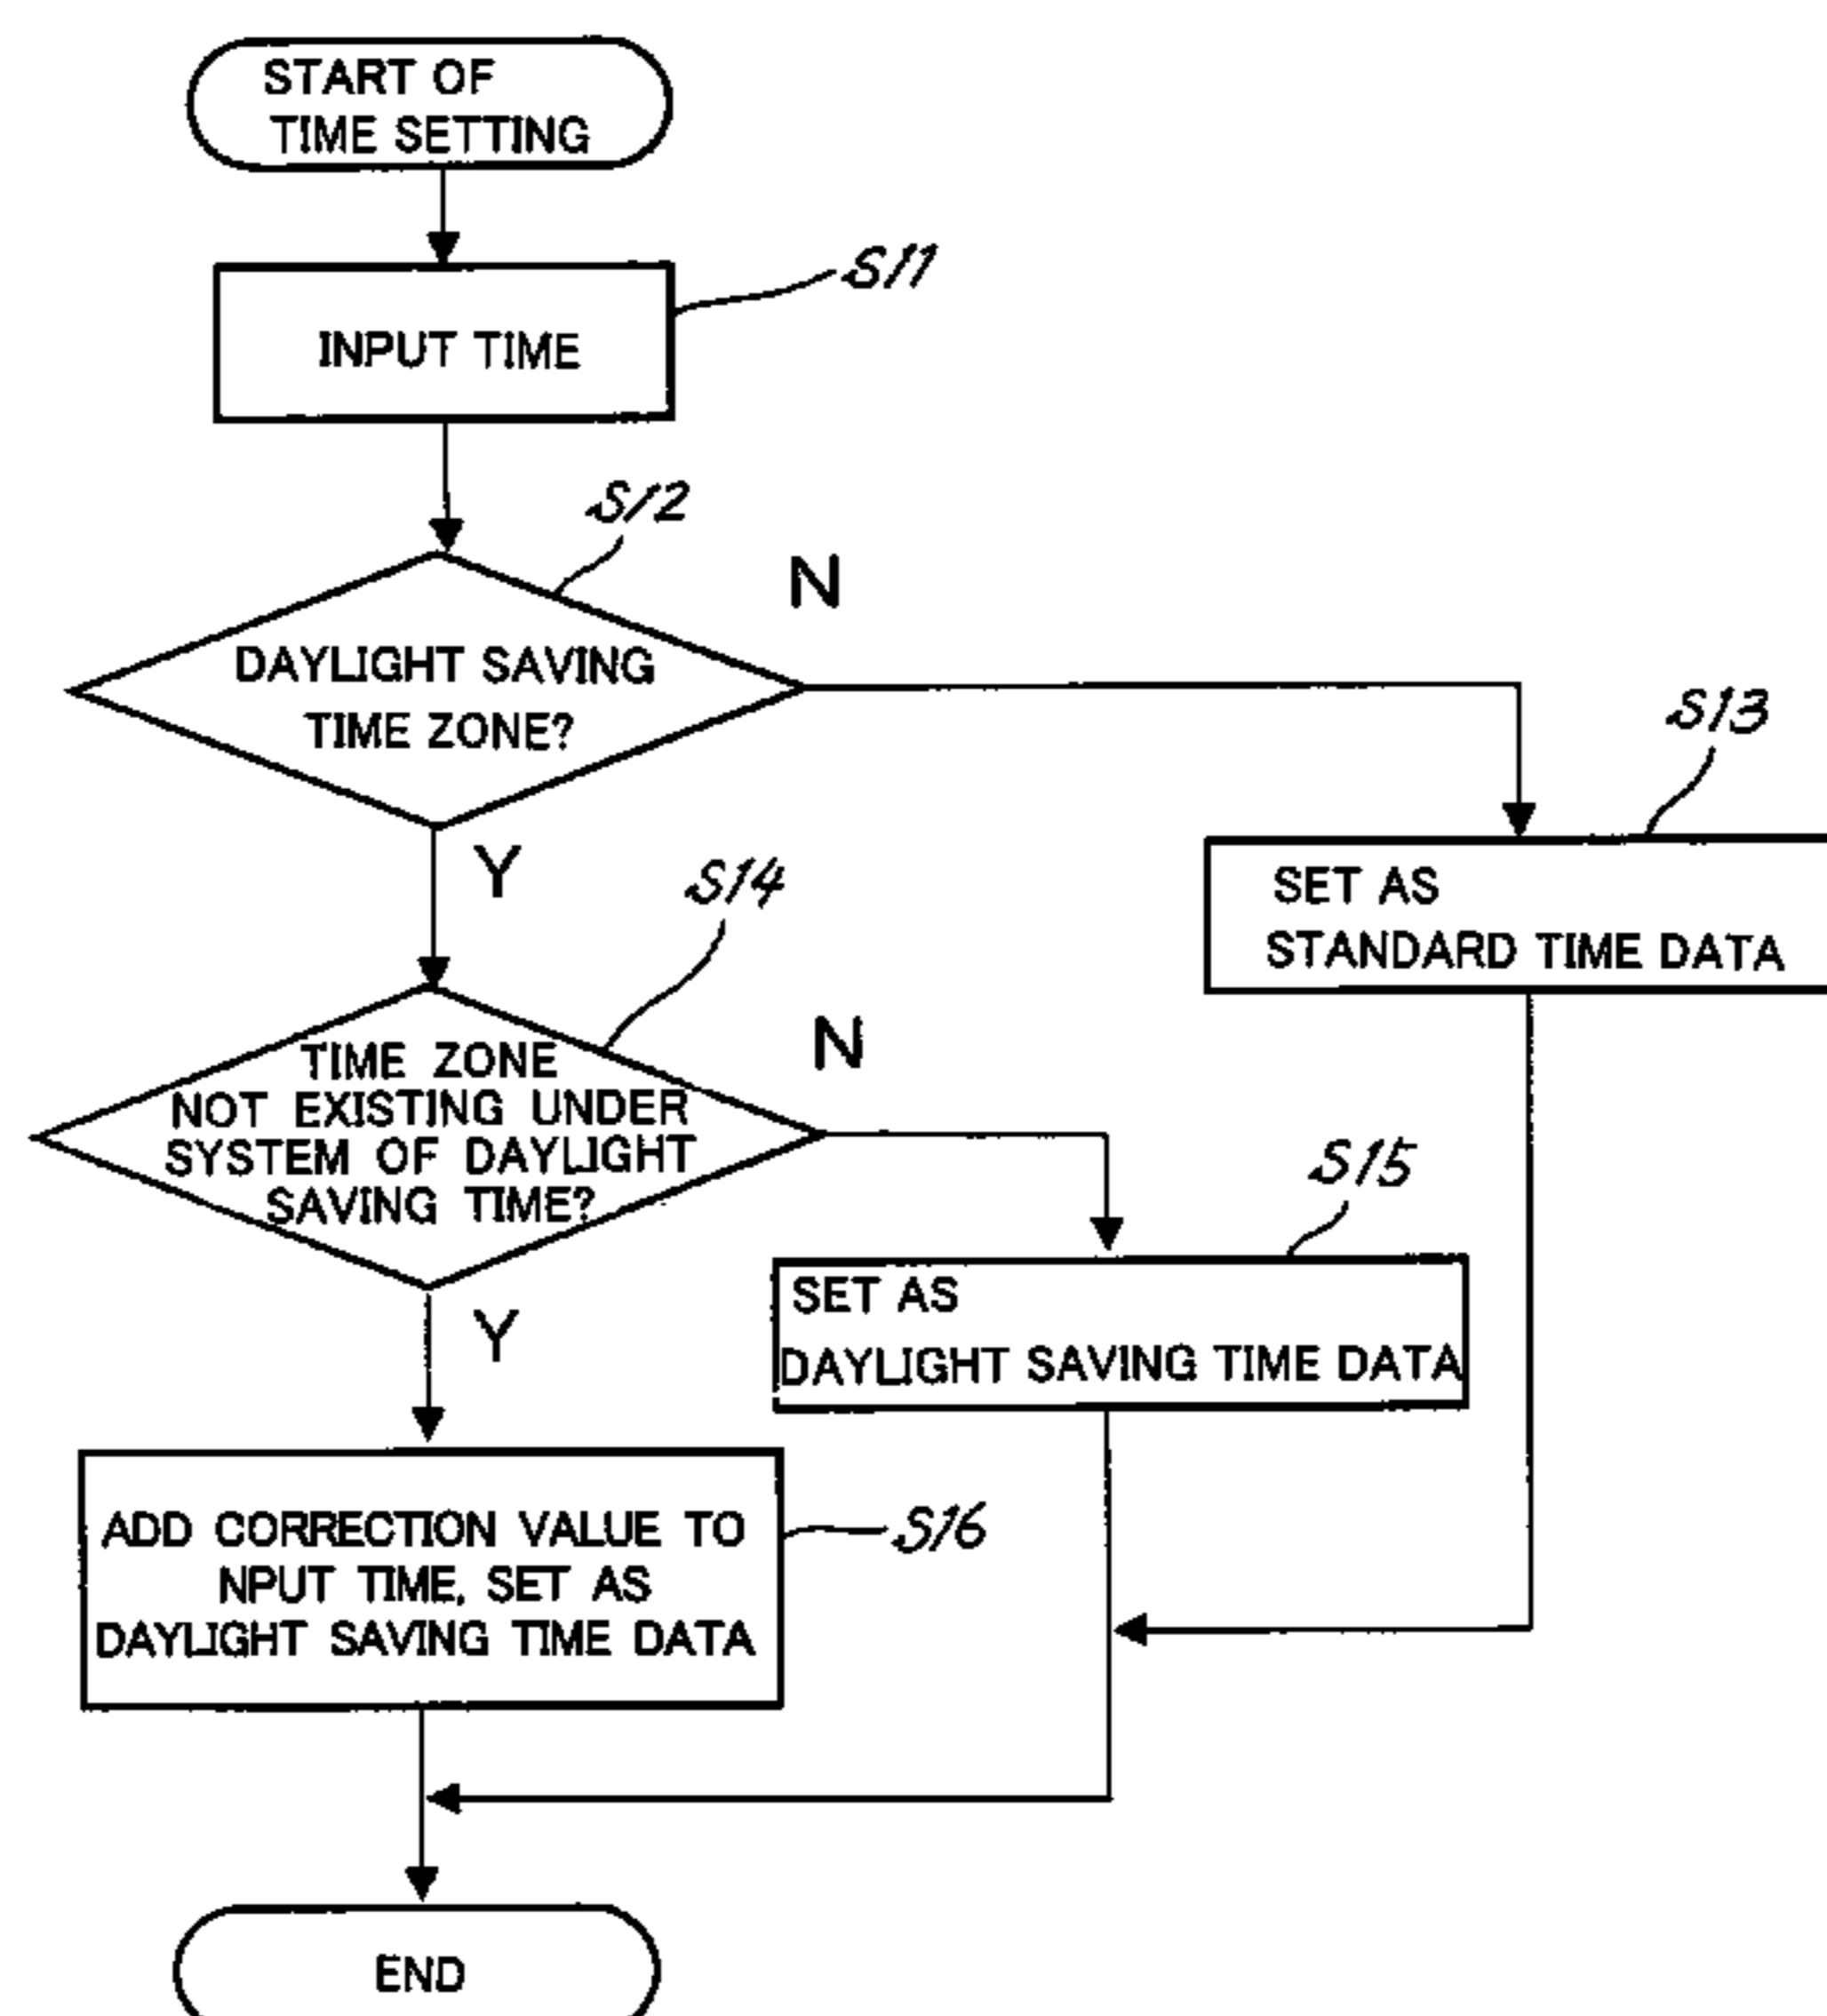 START OF
TIME SETTING
S11
INPUT TIME
S12
N
DAYLIGHT SAVING
TIME ZONE?
S13
Y
S14
SET AS
STANDARD TIME DATA
N
TIME ZONE
NOT EXISTING UNDER
SYSTEM OF DAYLIGHT
SAVING TIME?
S15
Y
SET AS
DAYLIGHT SAVING TIME DATA
ADD CORRECTION VALUE TO
NPUT TIME, SET AS
DAYLIGHT SAVING TIME DATA
S16
END